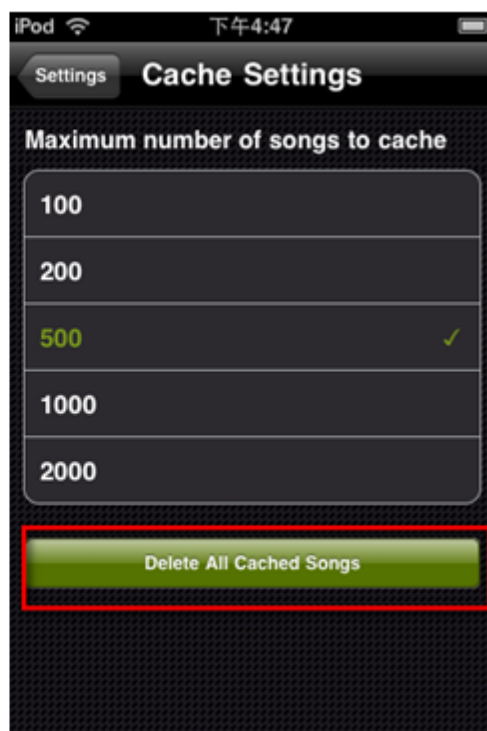 iPod 下午4:47
Settings Cache Settings
Maximum number of songs to cache
100
200
500
1000
2000
Delete All Cached Songs